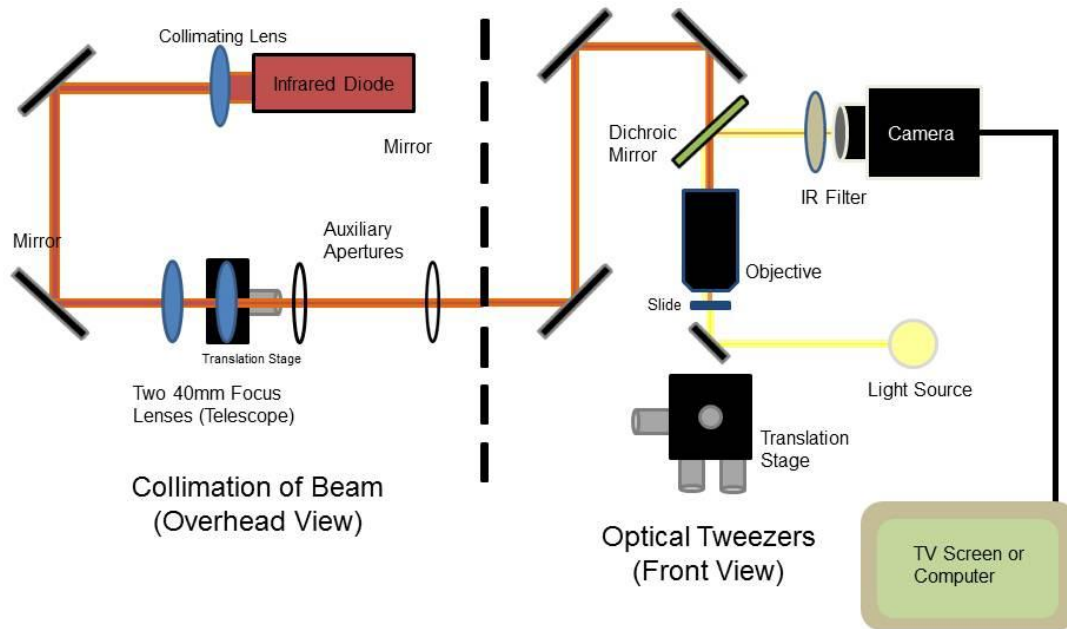 Collimating Lens
Infrared Diode
Mirror
Mirror
Auxiliary
Apertures
Translation Stage
Two 40mm Focus
Lenses (Telescope)
Collimation of Beam
(Overhead View)
Dichroic
Mirror
Camera
IR Filter
Objective
Slide
Light Source
Translation
Stage
Optical Tweezers
(Front View)
TV Screen or
Computer